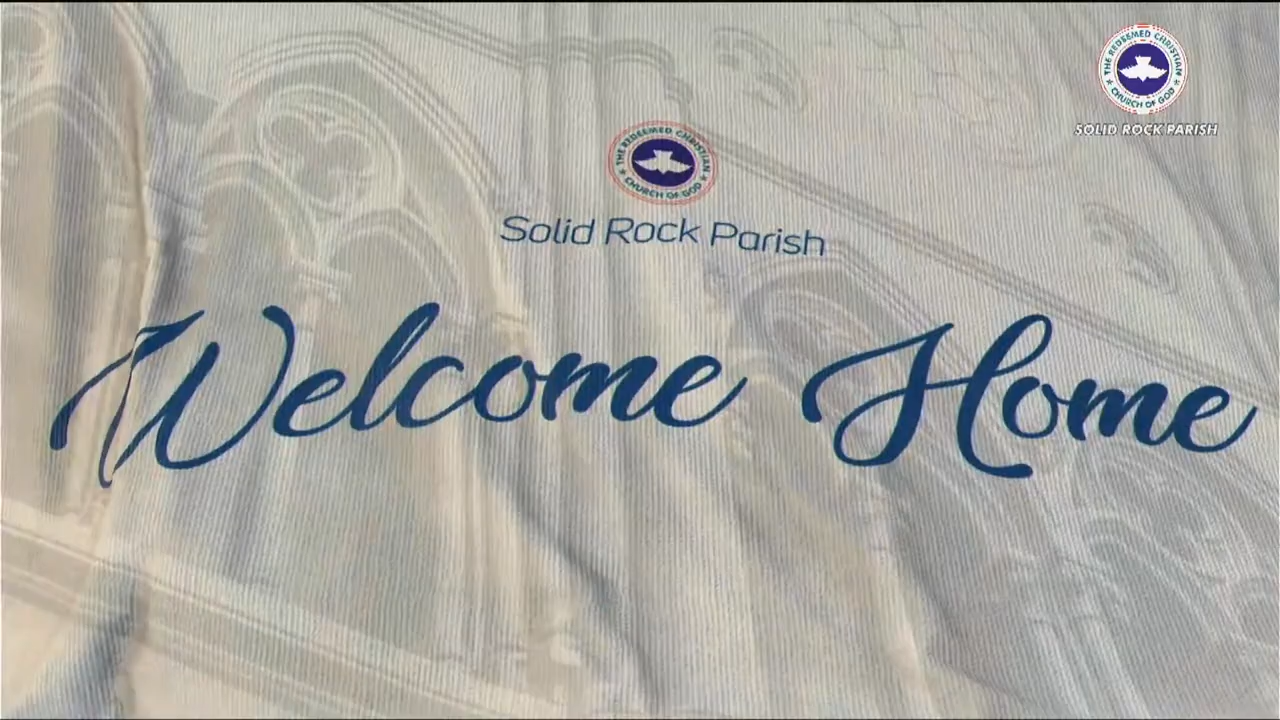 THE REDEEMED CHRISTIAN
CHURCH OF GOD
SOLID ROCK PARISH
THE REDEEMED CHRISTIAN
CHURCH OF GOD
Solid Rock Parish
Welcome Home